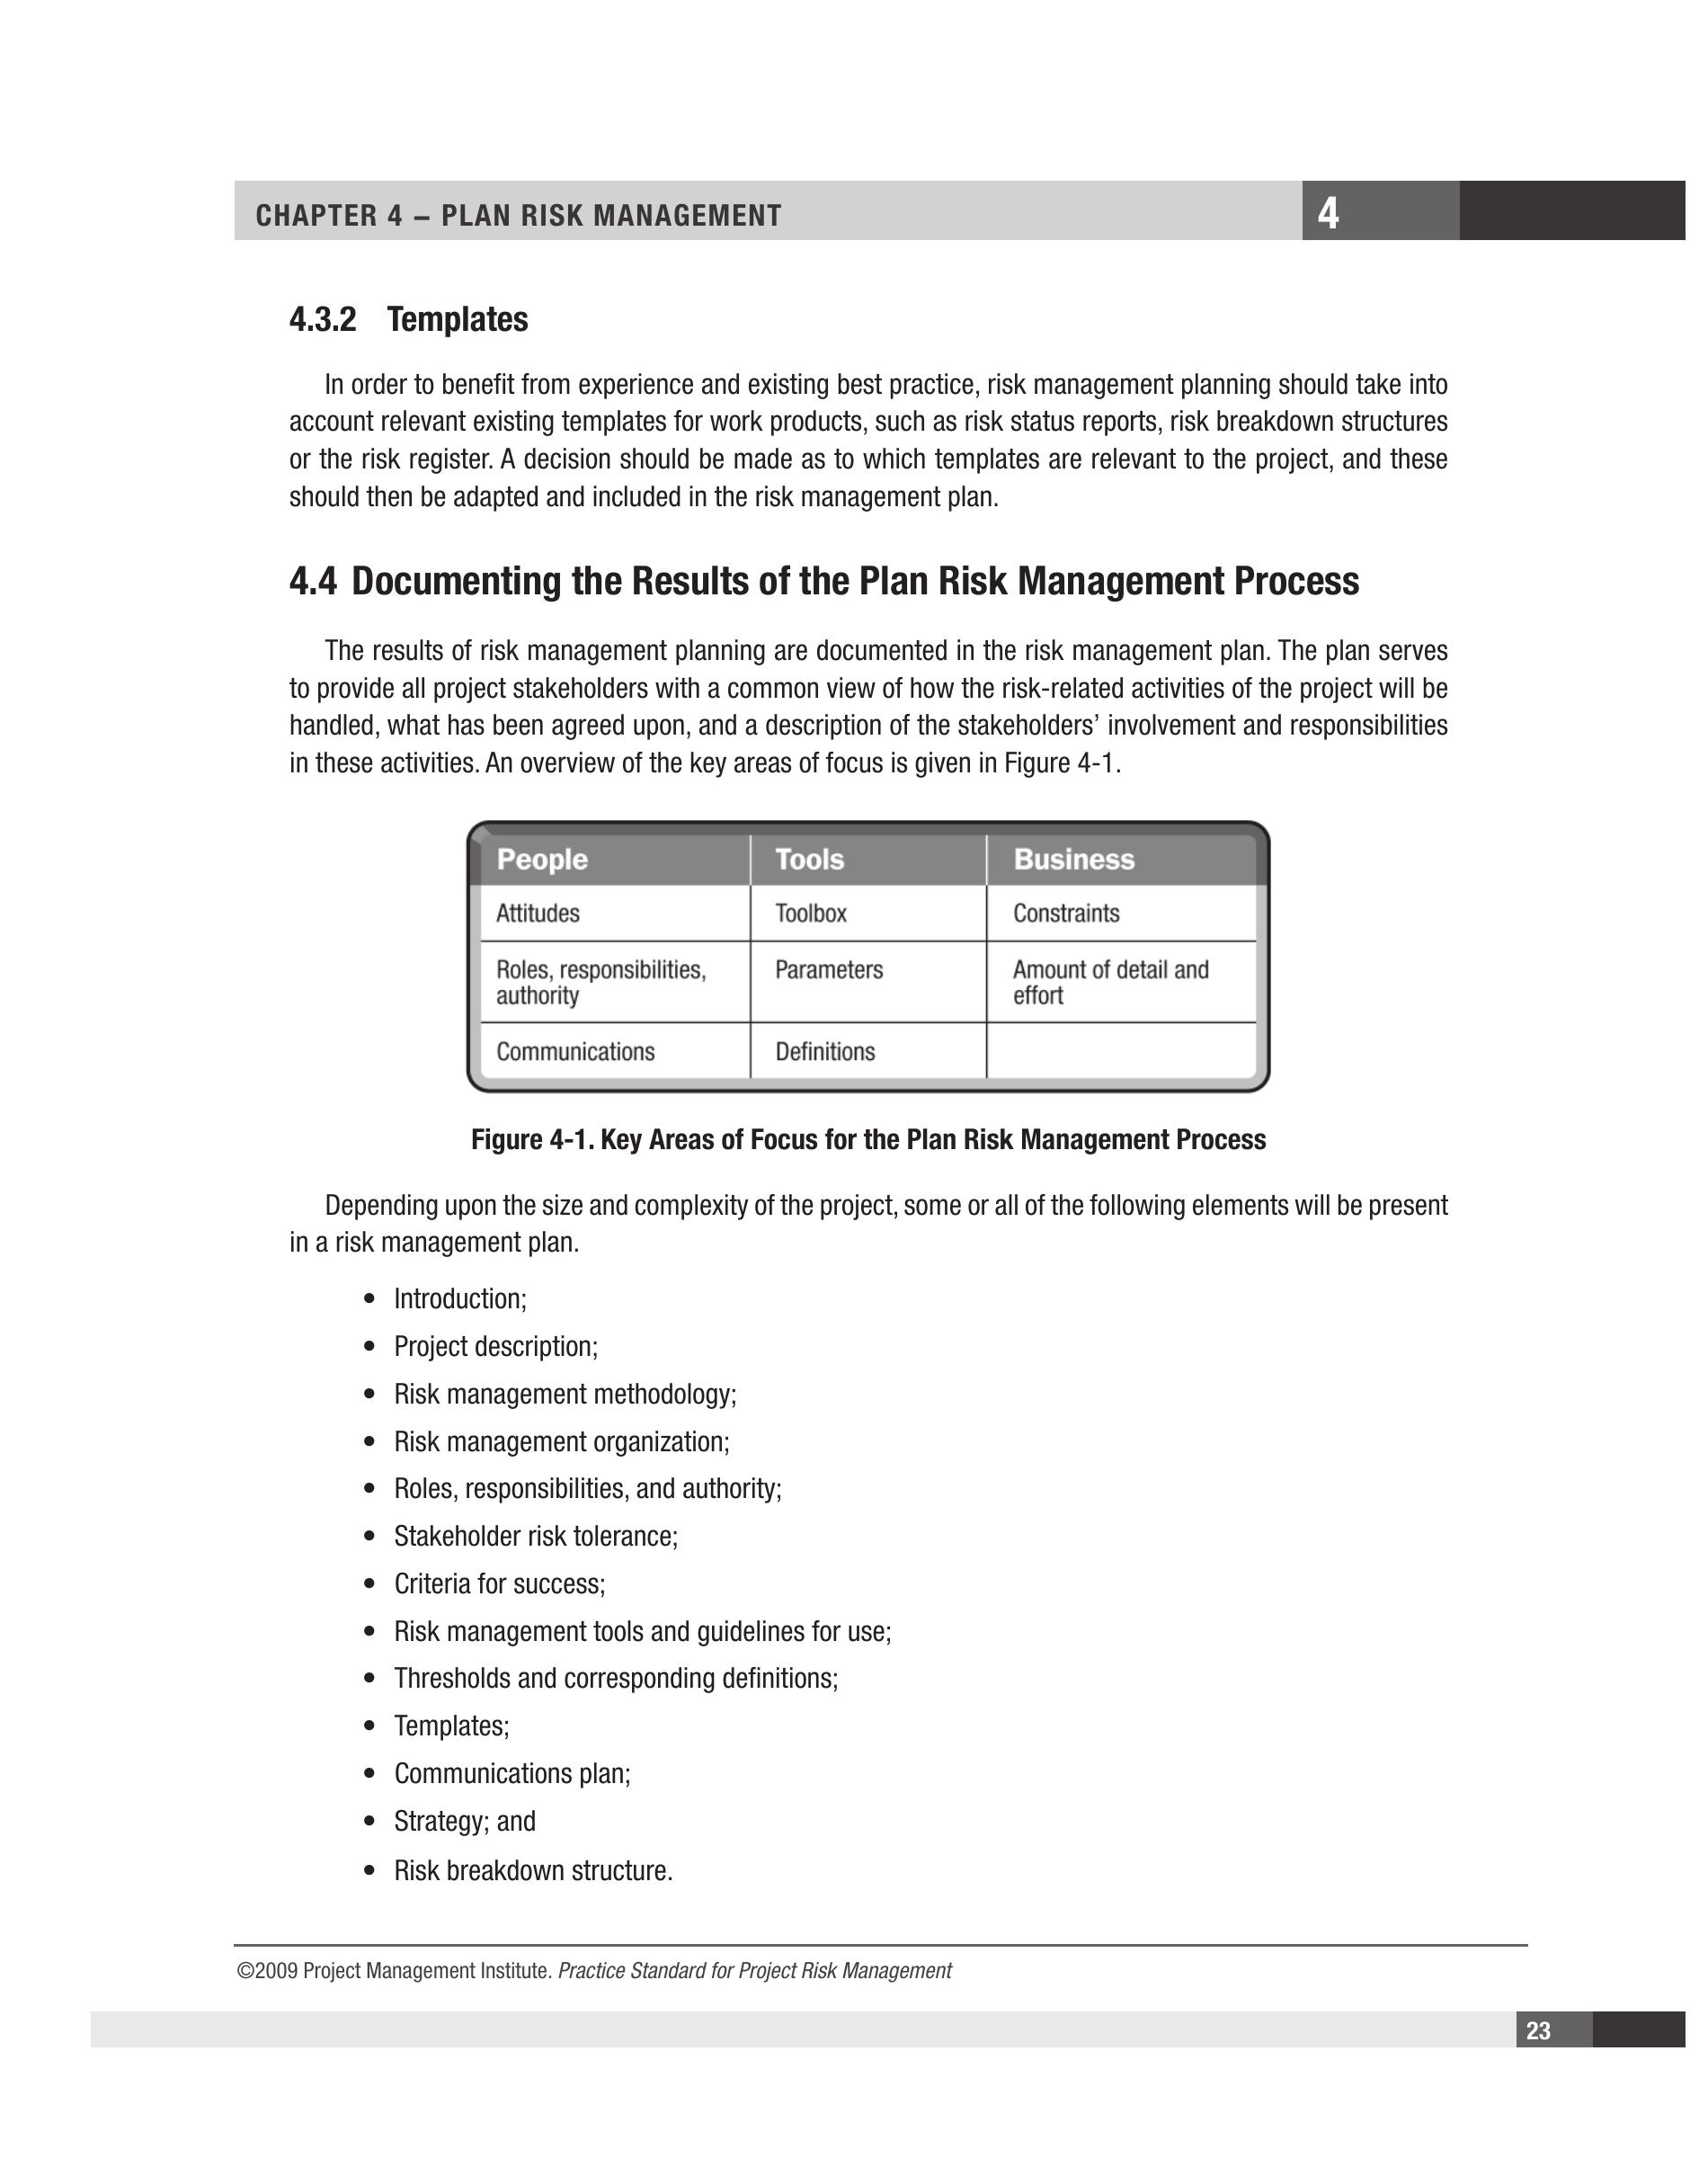 CHAPTER 4 – PLAN RISK MANAGEMENT 4
4.3.2 Templates
In order to benefit from experience and existing best practice, risk management planning should take into
account relevant existing templates for work products, such as risk status reports, risk breakdown structures
or the risk register. A decision should be made as to which templates are relevant to the project, and these
should then be adapted and included in the risk management plan.
4.4 Documenting the Results of the Plan Risk Management Process
The results of risk management planning are documented in the risk management plan. The plan serves
to provide all project stakeholders with a common view of how the risk-related activities of the project will be
handled, what has been agreed upon, and a description of the stakeholders’ involvement and responsibilities
in these activities. An overview of the key areas of focus is given in Figure 4-1.
People Tools Business
Attitudes Toolbox Constraints
Roles, responsibilities, Parameters Amount of detail and
authority effort
Communications Definitions
Figure 4-1. Key Areas of Focus for the Plan Risk Management Process
Depending upon the size and complexity of the project, some or all of the following elements will be present
in a risk management plan.
• Introduction;
• Project description;
• Risk management methodology;
• Risk management organization;
• Roles, responsibilities, and authority;
• Stakeholder risk tolerance;
• Criteria for success;
• Risk management tools and guidelines for use;
• Thresholds and corresponding definitions;
• Templates;
• Communications plan;
• Strategy; and
• Risk breakdown structure.
©2009 Project Management Institute. Practice Standard for Project Risk Management
23